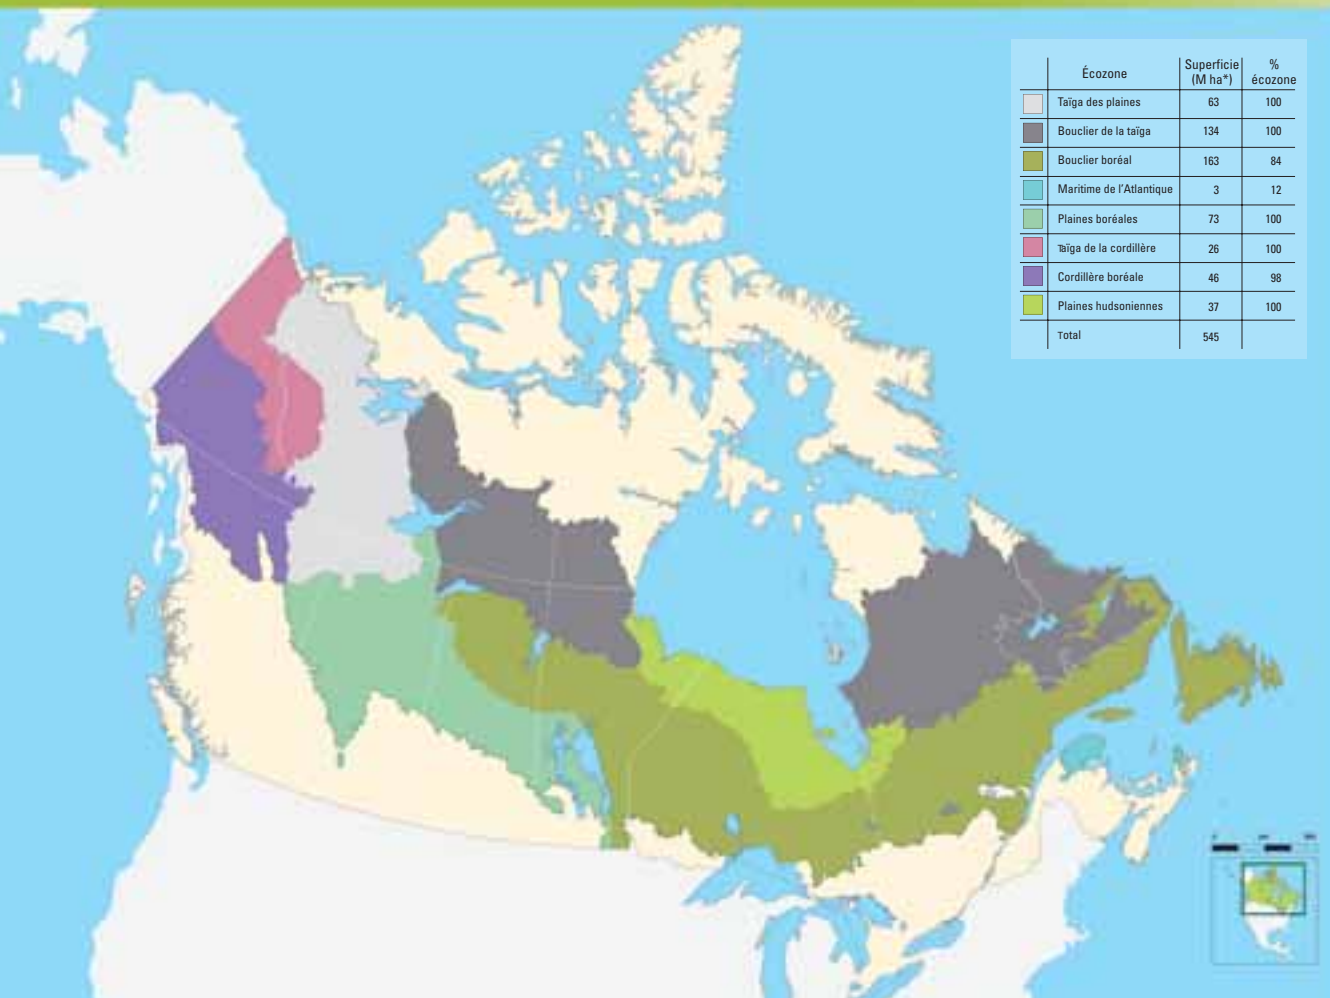 Écozone Superficie (M ha*) % écozone
Taïga des plaines 63 100
Bouclier de la taïga 134 100
Bouclier boréal 163 84
Maritime de l'Atlantique 3 12
Plaines boréales 73 100
Taïga de la cordillère 26 100
Cordillère boréale 46 98
Plaines hudsoniennes 37 100
Total 545